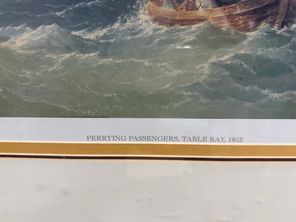 FERRYING PASSENGERS, TABLE BAY, 1852